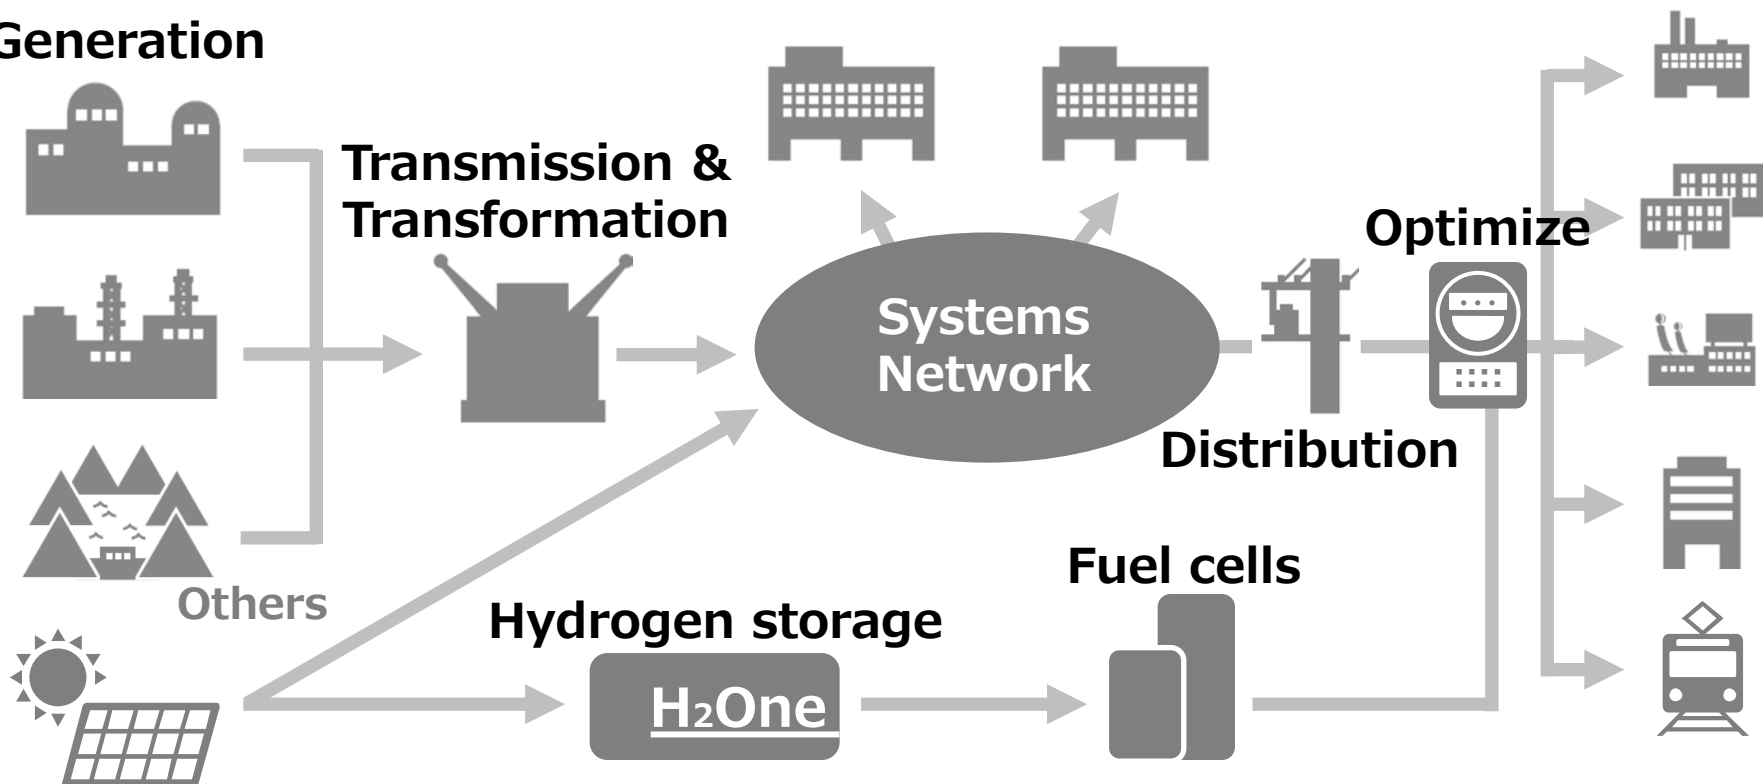 Generation
Transmission &
Transformation
Systems
Network
Optimize
Distribution
Others
Hydrogen storage
H₂One
Fuel cells